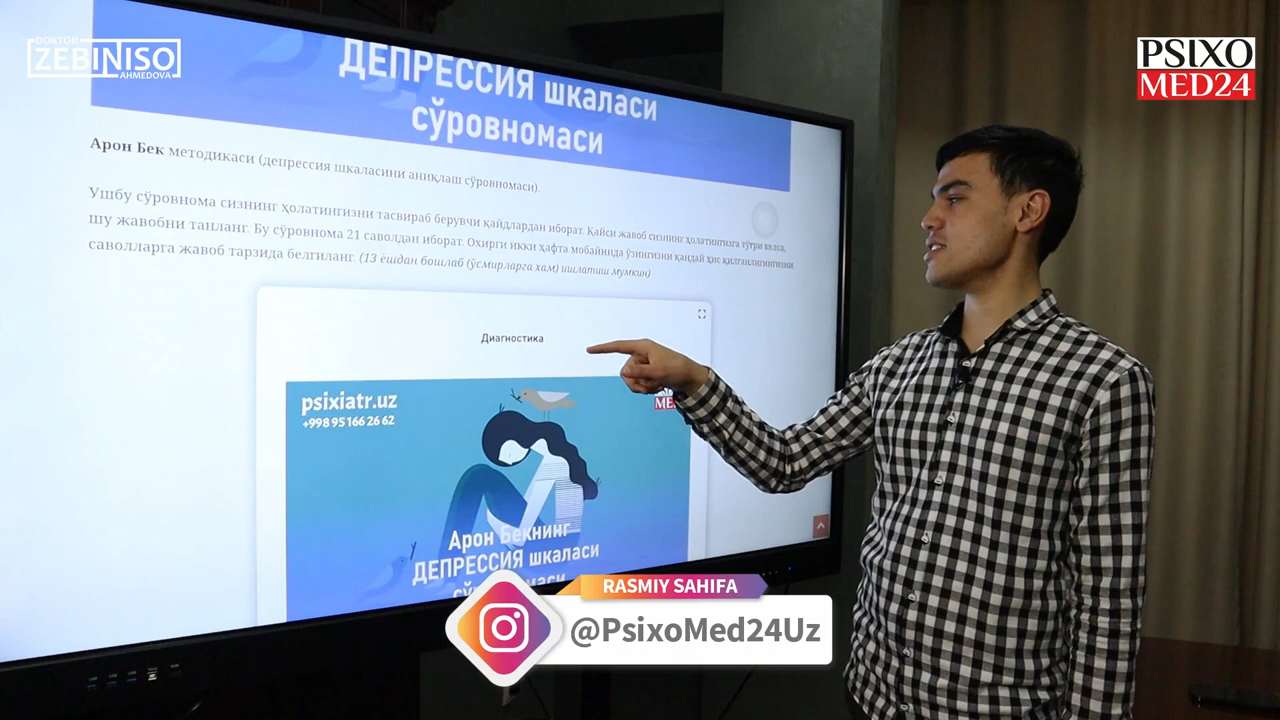 DOKTOR
ZEBINISO
AHMEDOVA
PSIXO
MED24
ДЕПРЕССИЯ шкаласи
сўровномаси
Арон Бек методикаси (депрессия шкаласини аниқлаш сўровномаси).
Ушбу сўровнома сизнинг ҳолатингизни тасвираб берувчи қайдлардан иборат. Қайси жавоб сизнинг ҳолатингизга тўғри келса,
шу жавобни танланг. Бу сўровнома 21 саволдан иборат. Охирги икки ҳафта мобайнида ўзингизни қандай ҳис қилганлигингизни
саволларга жавоб тарзида белгиланг. (13 ёшдан бошлаб (ўсмирларга хам) ишлатиш мумкин)
Диагностика
psixiatr.uz
+998 95 166 26 62
MED
Арон Бекнинг
ДЕПРЕССИЯ шкаласи
RASMIY SAHIFA
@PsixoMed24Uz